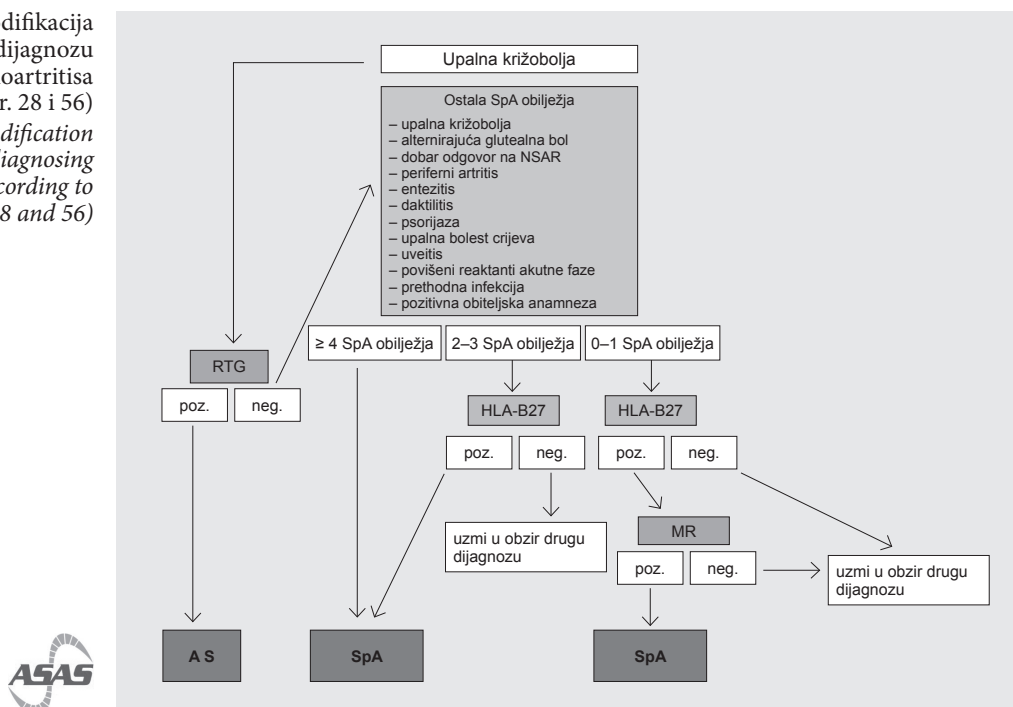 difikacija
dijagnozu
oartritisa
r. 28 i 56)
dification
iagnosing
cording to
8 and 56)
Upalna križobolja
Ostala SpA obilježja
– upalna križobolja
– alternirajuća glutealna bol
– dobar odgovor na NSAR
– periferni artritis
– entezitis
– daktilitis
– psorijaza
– upalna bolest crijeva
– uveitis
– povišeni reaktanti akutne faze
– prethodna infekcija
– pozitivna obiteljska anamneza
≥ 4 SpA obilježja
2–3 SpA obilježja
0–1 SpA obilježja
RTG
poz.
neg.
HLA-B27
HLA-B27
poz.
neg.
poz.
neg.
uzmi u obzir drugu
dijagnozu
MR
poz.
neg.
uzmi u obzir drugu
dijagnozu
A S
SpA
SpA
ASAS